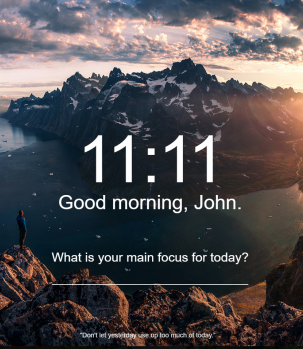 11:11
Good morning, John.
What is your main focus for today?
"Don't let yesterday use up too much of today."